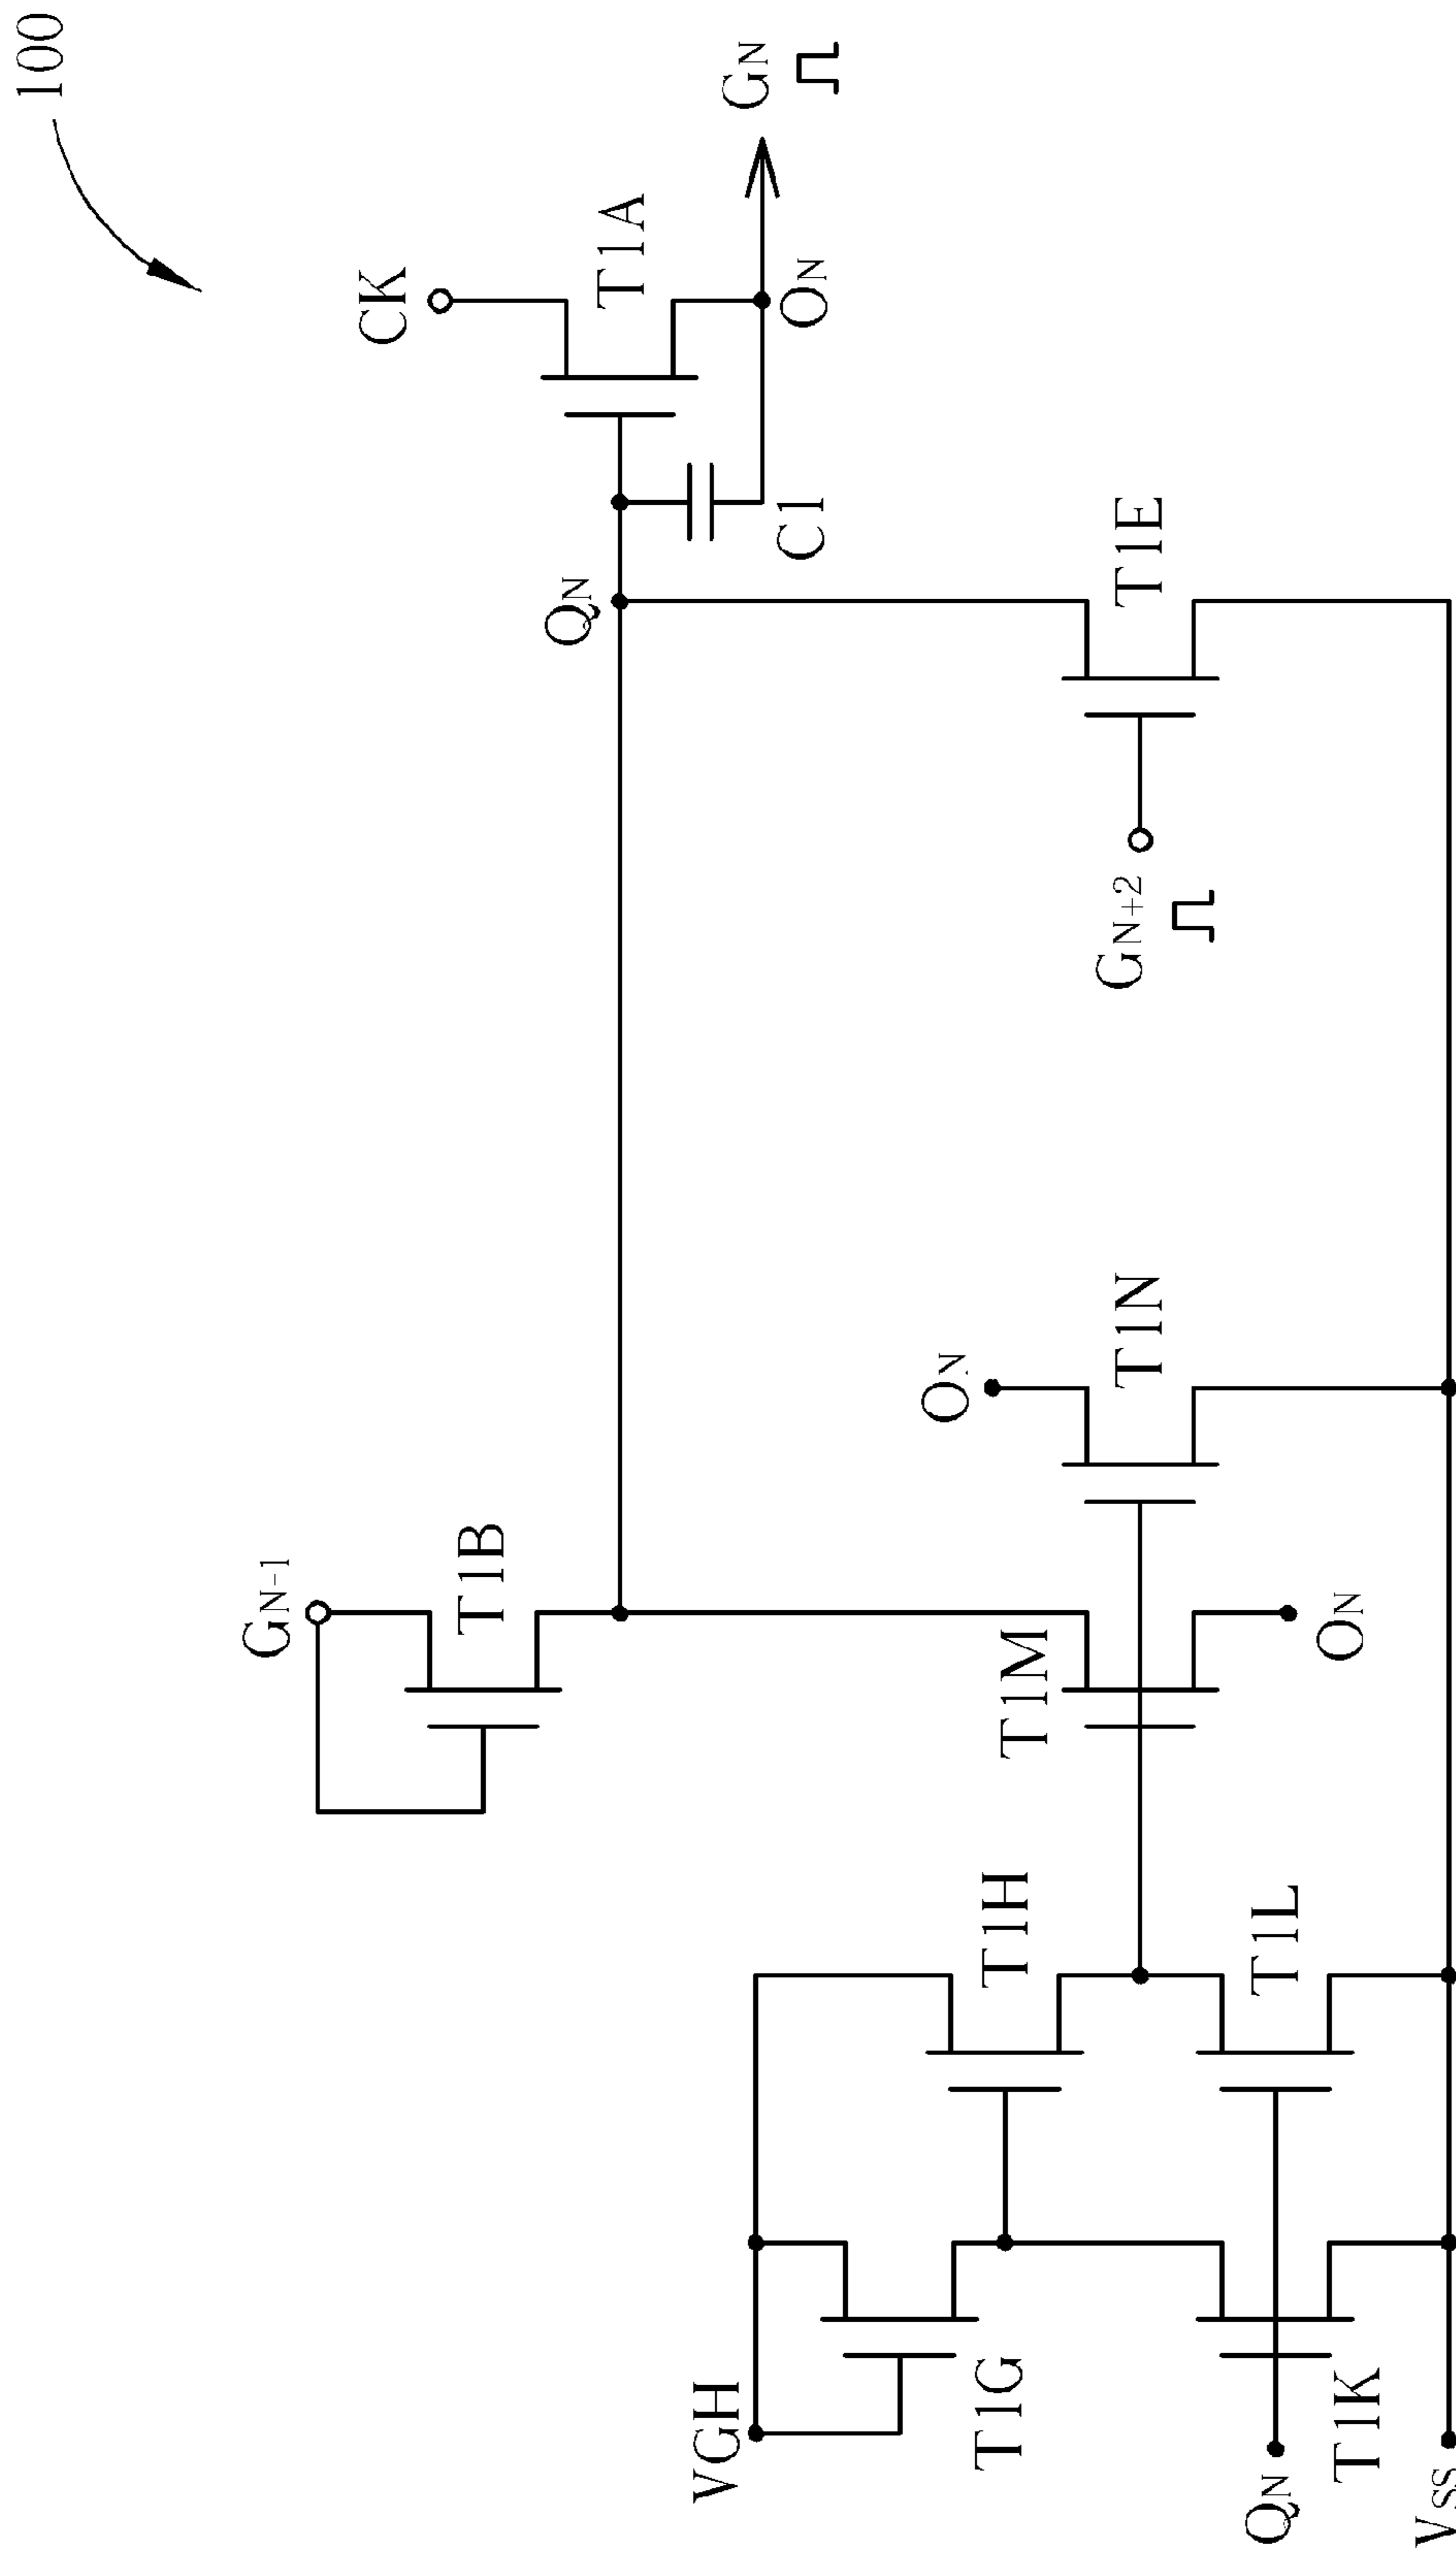 100
CK
T1A
GN
ON
C1
QN
T1E
GN+2
GN-1
T1B
ON
T1N
T1M
ON
VGH
T1H
T1G
T1L
QN
T1K
VSS